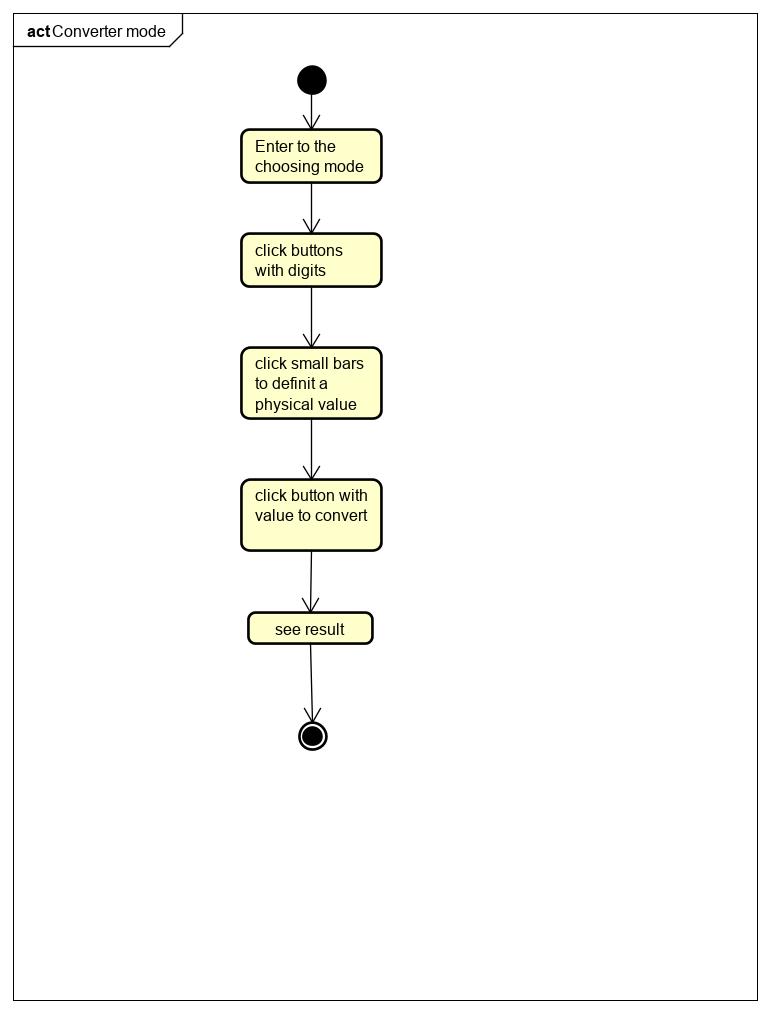 act Converter mode
Enter to the
choosing mode
click buttons
with digits
click small bars
to definit a
physical value
click button with
value to convert
see result